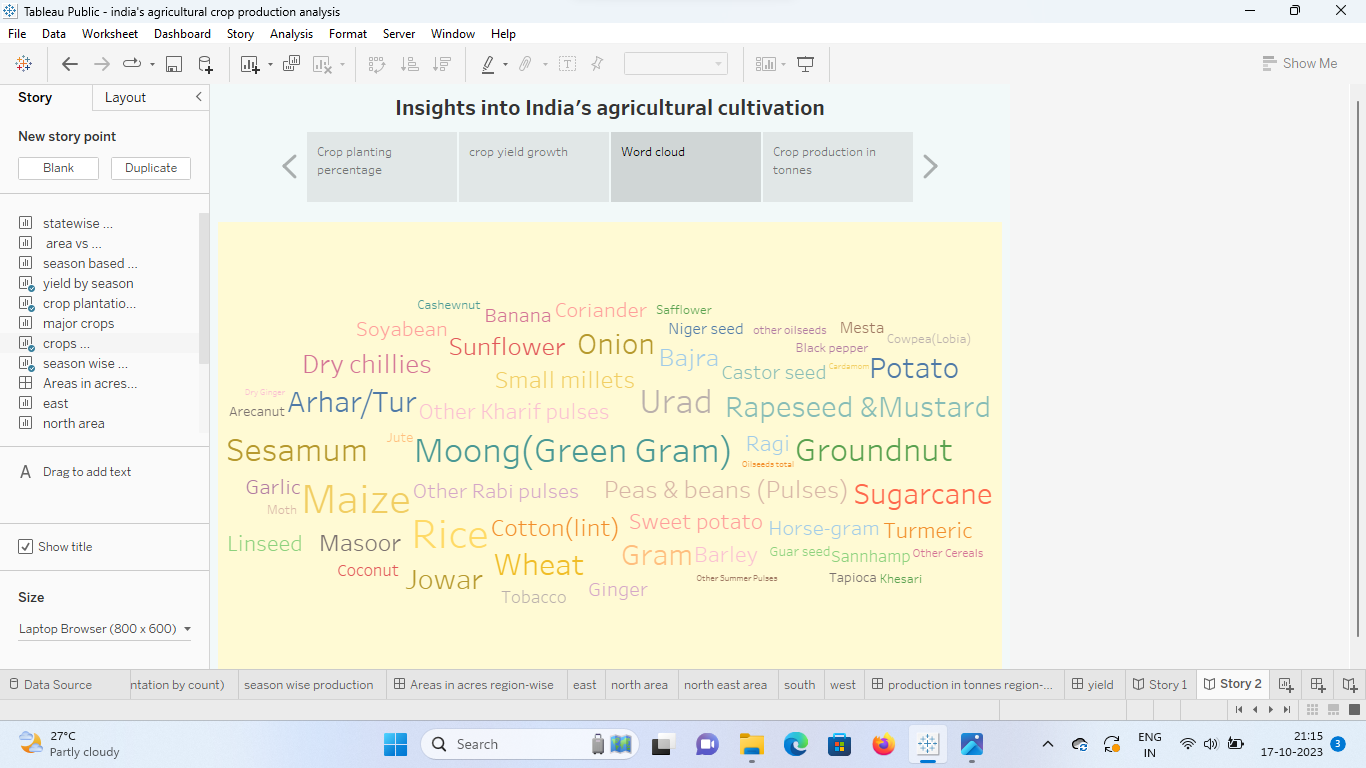 Tableau Public - india's agricultural crop production analysis
File Data Worksheet Dashboard Story Analysis Format Server Window Help
Show Me
Story Layout
New story point
Blank Duplicate
statewise ...
area vs ...
season based ...
yield by season
crop plantatio...
major crops
crops ...
season wise ...
Areas in acres...
east
north area
A Drag to add text
Show title
Size
Laptop Browser (800 x 600)
Insights into India's agricultural cultivation
Crop planting percentage
crop yield growth
Word cloud
Crop production in tonnes
Cashewnut Banana Coriander Safflower
Soyabean Niger seed other oilseeds Mesta
Sunflower Onion Black pepper Cowpea(Lobia)
Dry chillies Bajra Castor seed Cardamom Potato
Small millets
Dry Ginger
Arecanut Arhar/Tur Other Kharif pulses Urad Rapeseed &Mustard
Sesamum Jute Moong(Green Gram) Ragi Groundnut
Oilseeds total
Garlic Maize Other Rabi pulses Peas & beans (Pulses) Sugarcane
Moth
Rice Cotton(lint) Sweet potato Horse-gram Turmeric
Linseed Masoor Gram Barley Guar seed Sannhamp Other Cereals
Coconut Jowar Wheat Other Summer Pulses Tapioca Khesari
Tobacco Ginger
Data Source ntation by count) season wise production Areas in acres region-wise east north area north east area south west production in tonnes region-... yield Story 1 Story 2
27°C
Partly cloudy
Search
ENG
IN
21:15
17-10-2023
3